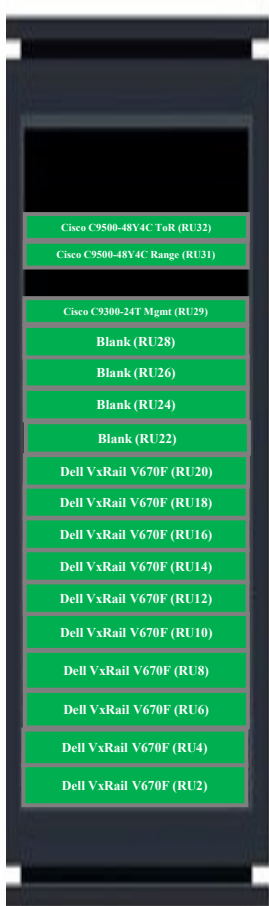 Cisco C9500-48Y4C ToR (RU32)
Cisco C9500-48Y4C Range (RU31)
Cisco C9300-24T Mgmt (RU29)
Blank (RU28)
Blank (RU26)
Blank (RU24)
Blank (RU22)
Dell VxRail V670F (RU20)
Dell VxRail V670F (RU18)
Dell VxRail V670F (RU16)
Dell VxRail V670F (RU14)
Dell VxRail V670F (RU12)
Dell VxRail V670F (RU10)
Dell VxRail V670F (RU8)
Dell VxRail V670F (RU6)
Dell VxRail V670F (RU4)
Dell VxRail V670F (RU2)